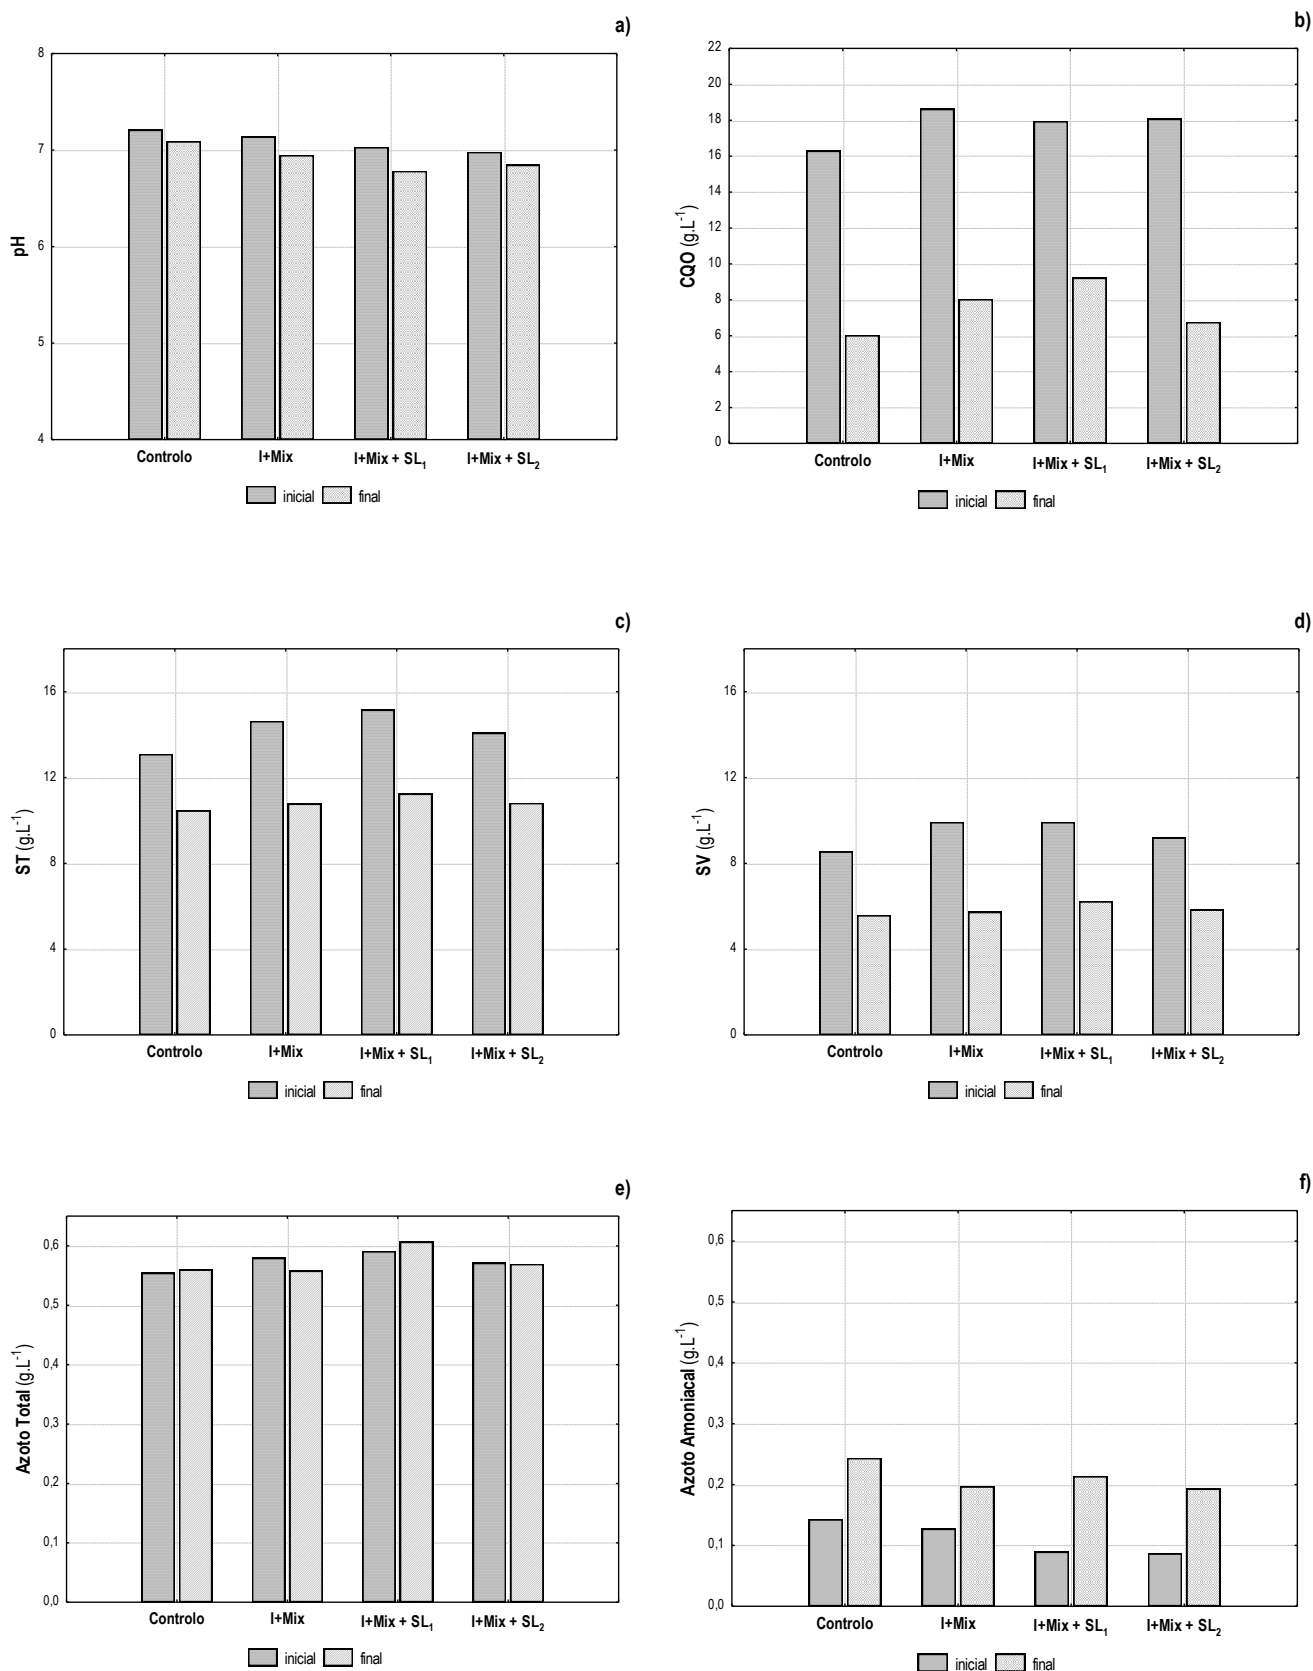 a)
8
7
6
5
4
pH
Controlo
I+Mix
I+Mix + SL₁
I+Mix + SL₂
inicial
final
b)
22
20
18
16
14
12
10
8
6
4
2
0
CQO (g.L⁻¹)
Controlo
I+Mix
I+Mix + SL₁
I+Mix + SL₂
inicial
final
c)
16
12
8
4
0
ST (g.L⁻¹)
Controlo
I+Mix
I+Mix + SL₁
I+Mix + SL₂
inicial
final
d)
16
12
8
4
0
SV (g.L⁻¹)
Controlo
I+Mix
I+Mix + SL₁
I+Mix + SL₂
inicial
final
e)
0,6
0,5
0,4
0,3
0,2
0,1
0,0
Azoto Total (g.L⁻¹)
Controlo
I+Mix
I+Mix + SL₁
I+Mix + SL₂
inicial
final
f)
0,6
0,5
0,4
0,3
0,2
0,1
0,0
Azoto Amoniacal (g.L⁻¹)
Controlo
I+Mix
I+Mix + SL₁
I+Mix + SL₂
inicial
final